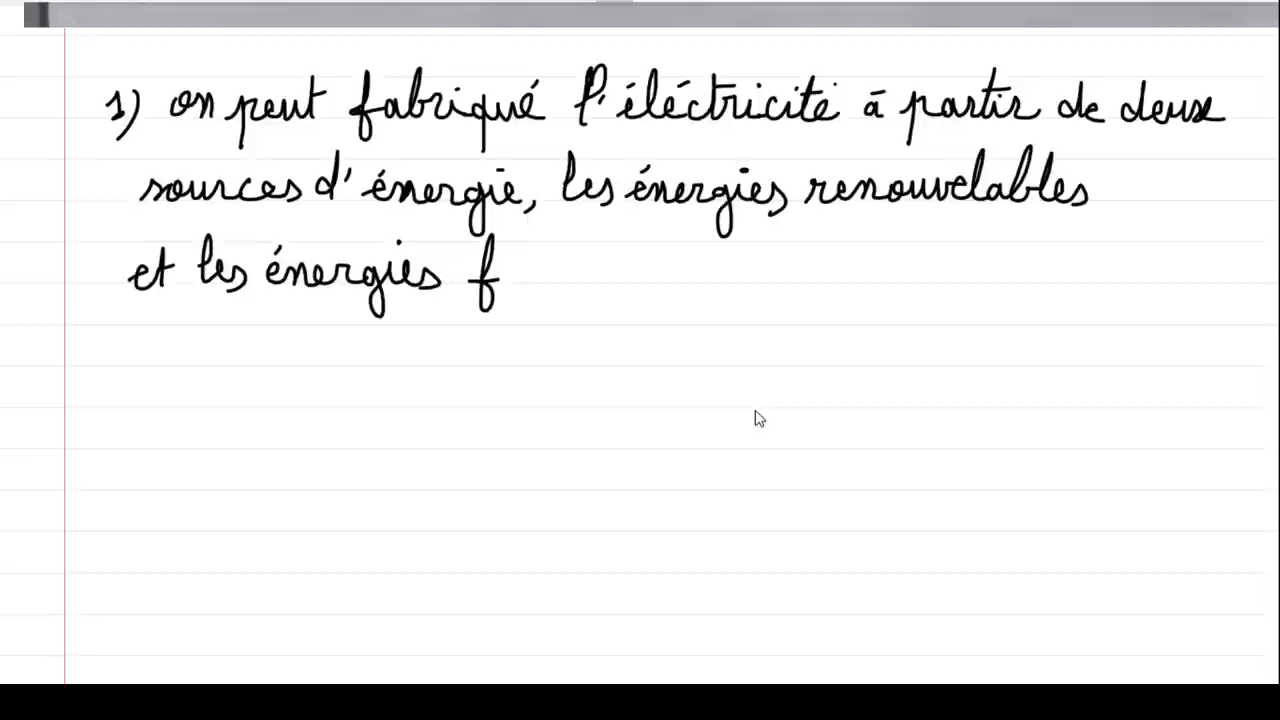 1) on peut fabriqué l'éléctricité à partir de deux
sources d'énergie, les énergies renouvelables
et les énergies f